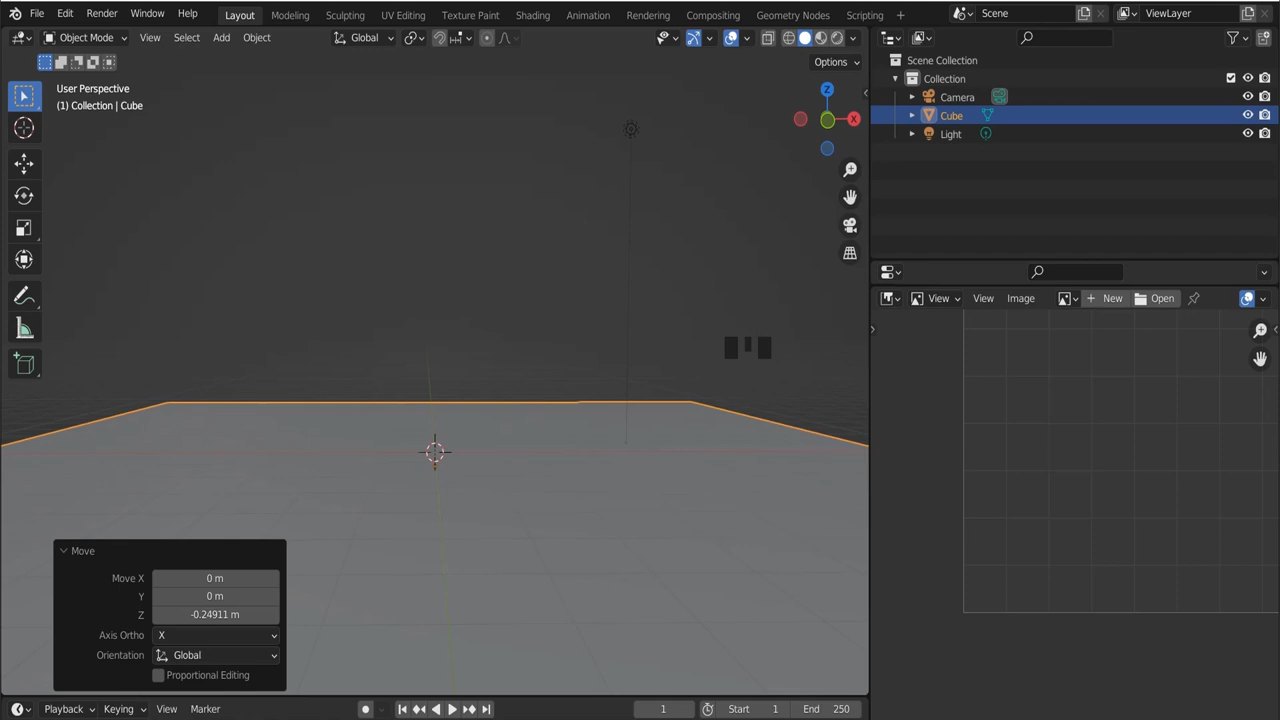 File Edit Render Window Help Layout Modeling Sculpting UV Editing Texture Paint Shading Animation Rendering Compositing Geometry Nodes Scripting + Scene ViewLayer
Object Mode View Select Add Object Global
Options
User Perspective
(1) Collection | Cube
Z
X
Scene Collection
Collection
Camera
Cube
Light
View View Image + New Open
Move
Move X 0 m
Y 0 m
Z -0.24911 m
Axis Ortho X
Orientation Global
Proportional Editing
Playback Keying View Marker 1 Start 1 End 250